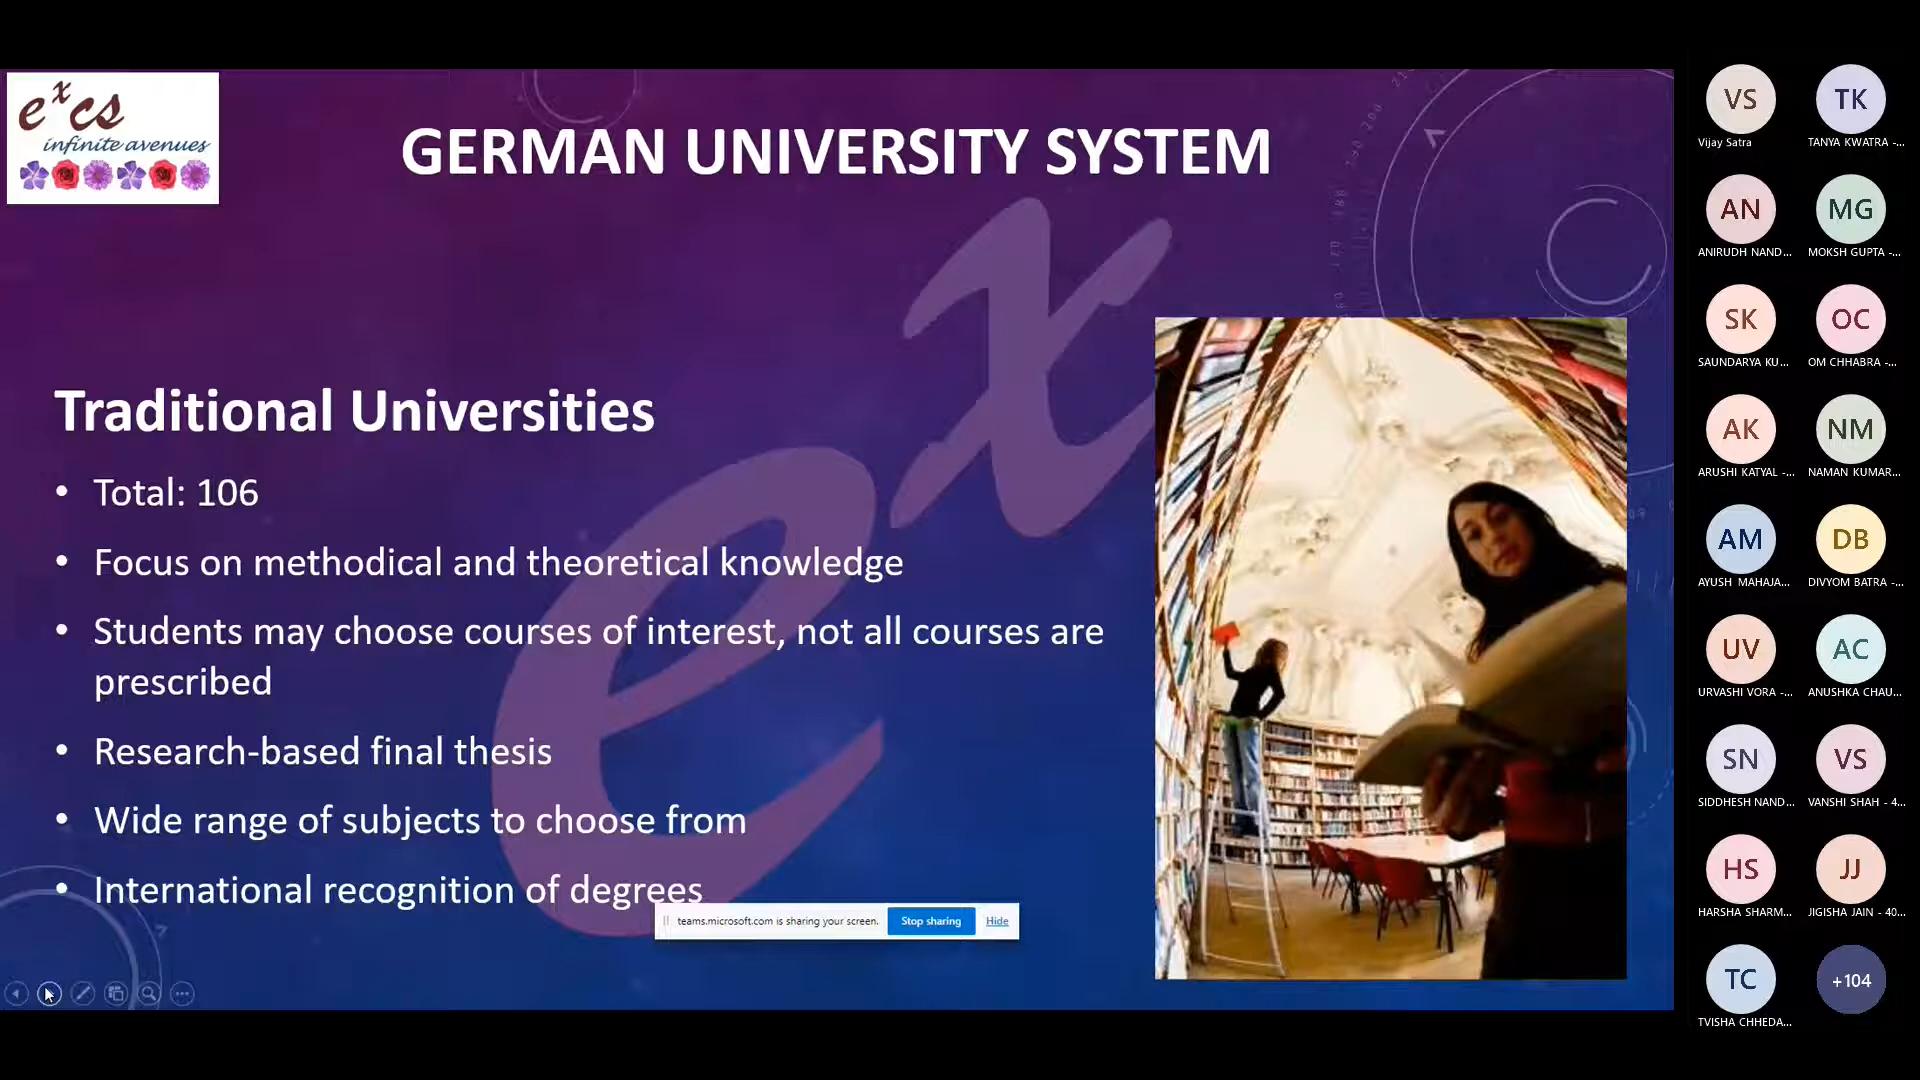 excs
infinite avenues
GERMAN UNIVERSITY SYSTEM
ex
Traditional Universities
• Total: 106
• Focus on methodical and theoretical knowledge
• Students may choose courses of interest, not all courses are
prescribed
• Research-based final thesis
• Wide range of subjects to choose from
• International recognition of degrees
teams.microsoft.com is sharing your screen. Stop sharing Hide
VS TK
Vijay Satra TANYA KWATRA -...
AN MG
ANIRUDH NAND... MOKSH GUPTA -...
SK OC
SAUNDARYA KU... OM CHHABRA -...
AK NM
ARUSHI KATYAL -... NAMAN KUMAR...
AM DB
AYUSH MAHAJA... DIVYOM BATRA -...
UV AC
URVASHI VORA -... ANUSHKA CHAU...
SN VS
SIDDHESH NAND... VANSHI SHAH - 4...
HS JJ
HARSHA SHARM... JIGISHA JAIN - 40...
TC +104
TVISHA CHHEDA...